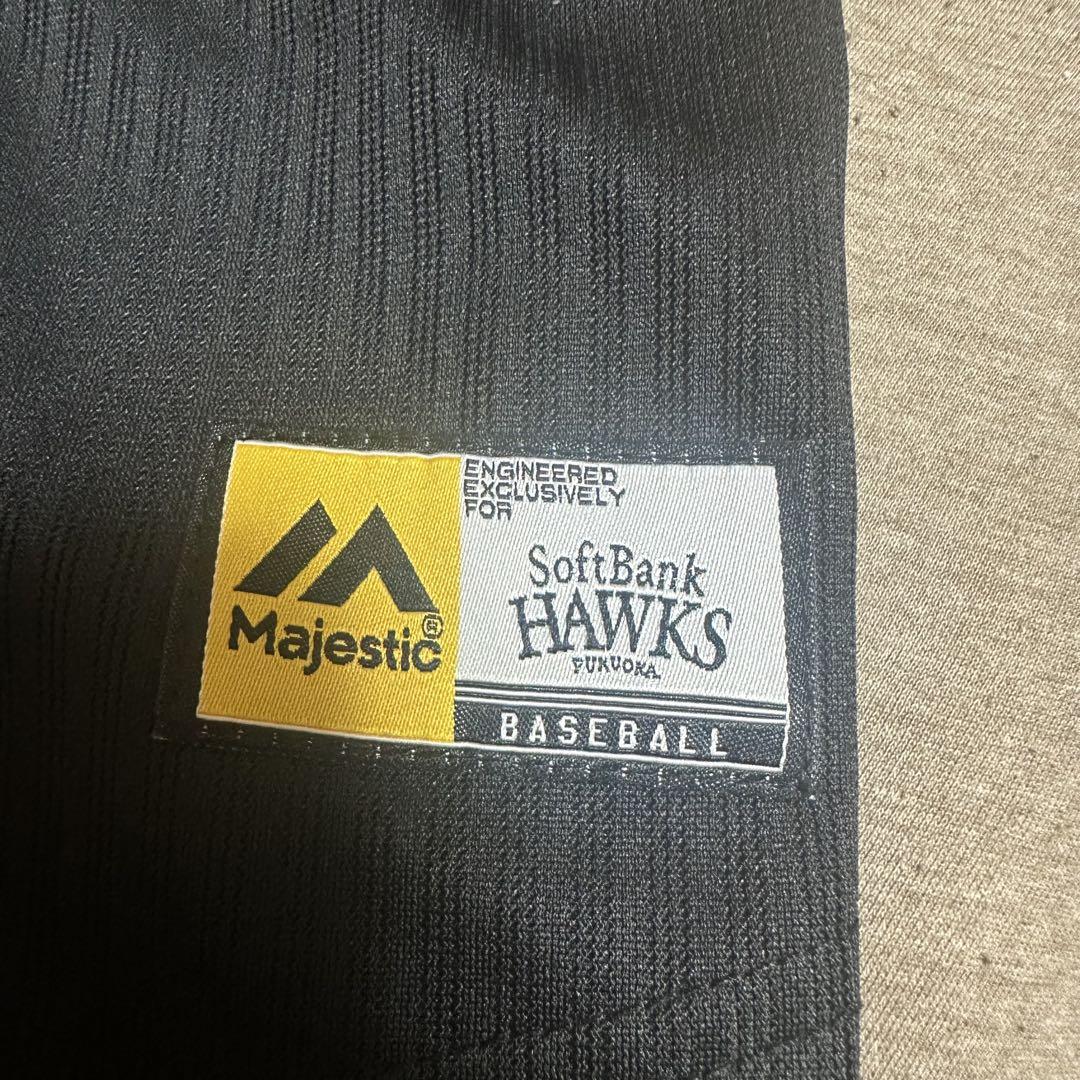 Majestic®
ENGINEERED
EXCLUSIVELY
FOR
SoftBank
HAWKS
FUKUOKA
BASEBALL